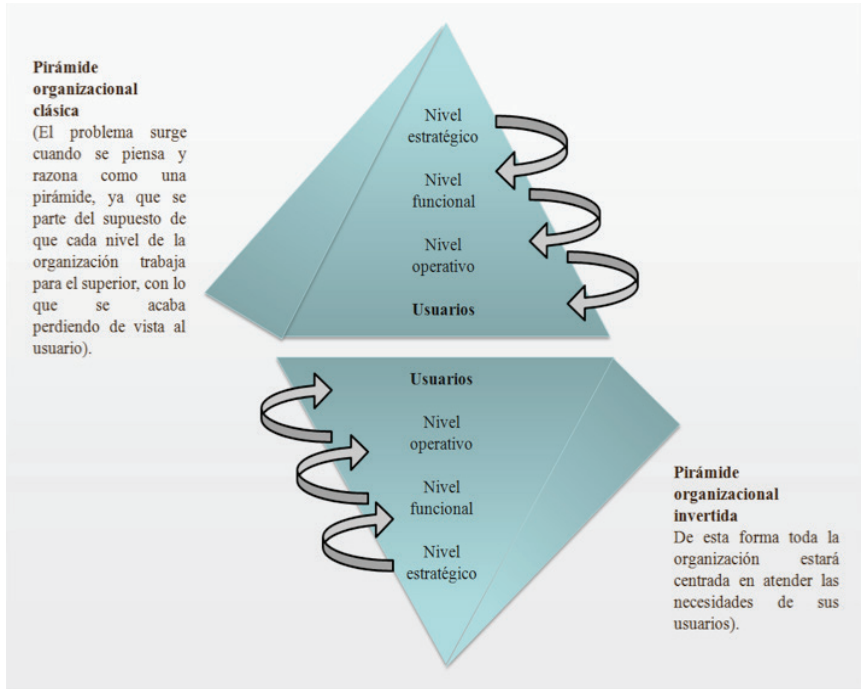 Pirámide
organizacional
clásica
(El problema surge
cuando se piensa y
razona como una
pirámide, ya que se
parte del supuesto de
que cada nivel de la
organización trabaja
para el superior, con lo
que se acaba
perdiendo de vista al
usuario).
Nivel
estratégico
Nivel
funcional
Nivel
operativo
Usuarios
Usuarios
Nivel
operativo
Nivel
funcional
Nivel
estratégico
Pirámide
organizacional
invertida
De esta forma toda la
organización estará
centrada en atender las
necesidades de sus
usuarios).